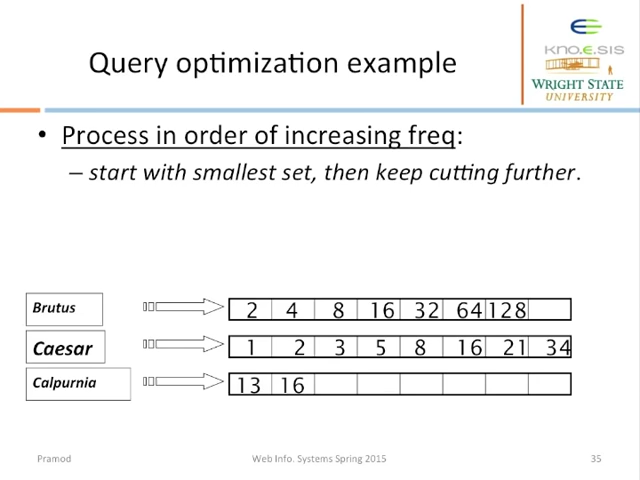 Query optimization example
kno.e.sis
WRIGHT STATE
UNIVERSITY
• Process in order of increasing freq:
– start with smallest set, then keep cutting further.
Brutus 2 4 8 16 32 64 128
Caesar 1 2 3 5 8 16 21 34
Calpurnia 13 16
Pramod Web Info. Systems Spring 2015 35